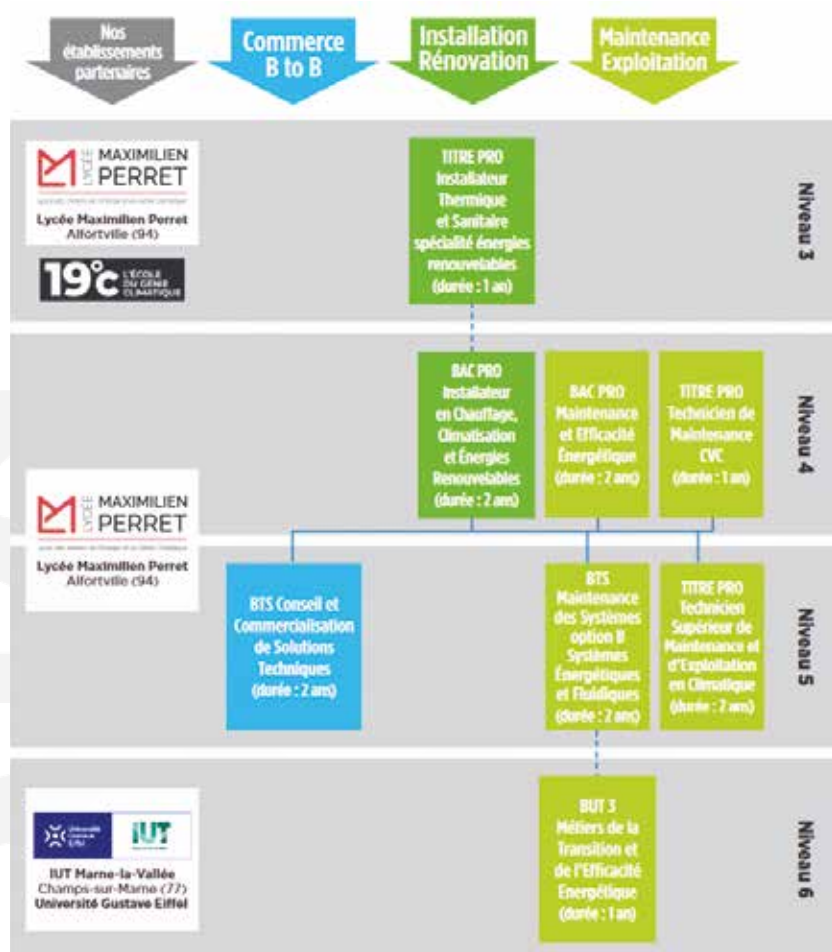 Nos
établissements
partenaires
Commerce
B to B
Installation
Rénovation
Maintenance
Exploitation
LYCÉE
MAXIMILIEN
PERRET
Lycée Maximilien Perret
Alfortville (94)
19°C
L'ÉCOLE
DU GÉNIE
CLIMATIQUE
TITRE PRO
Installateur
Thermique
et Sanitaire
spécialité énergies
renouvelables
(durée : 1 an)
Niveau 3
BAC PRO
Installateur
en Chauffage,
Climatisation
et Énergies
Renouvelables
(durée : 2 ans)
BAC PRO
Maintenance
et Efficacité
Énergétique
(durée : 2 ans)
TITRE PRO
Technicien de
Maintenance
CVC
(durée : 1 an)
Niveau 4
LYCÉE
MAXIMILIEN
PERRET
Lycée Maximilien Perret
Alfortville (94)
BTS Conseil et
Commercialisation
de Solutions
Techniques
(durée : 2 ans)
BTS
Maintenance
des Systèmes
option B
Systèmes
Énergétiques
et Fluidiques
(durée : 2 ans)
TITRE PRO
Technicien
Supérieur de
Maintenance et
d'Exploitation
en Climatique
(durée : 2 ans)
Niveau 5
Université
Gustave Eiffel
IUT
IUT Marne-la-Vallée
Champs-sur-Marne (77)
Université Gustave Eiffel
BUT 3
Métiers de la
Transition et
de l'Efficacité
Énergétique
(durée : 1 an)
Niveau 6